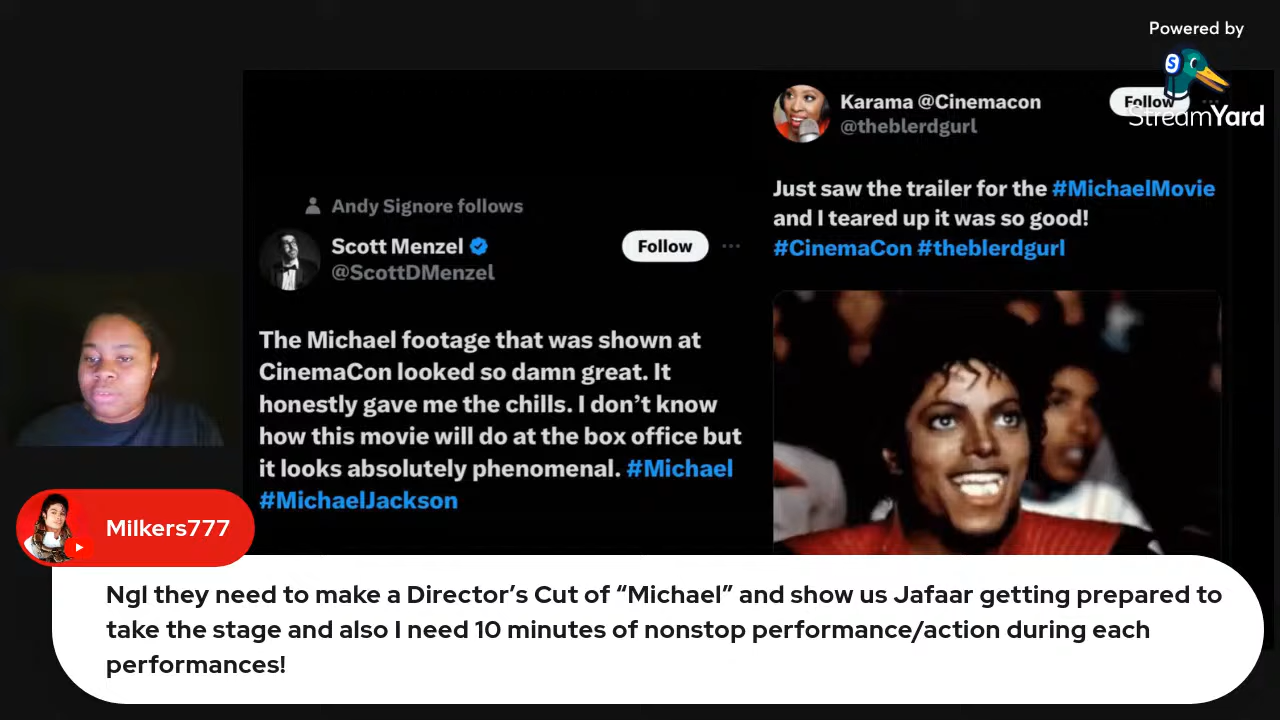 Powered by
StreamYard
Andy Signore follows
Scott Menzel
@ScottDMenzel
Follow
The Michael footage that was shown at
CinemaCon looked so damn great. It
honestly gave me the chills. I don’t know
how this movie will do at the box office but
it looks absolutely phenomenal. #Michael
#MichaelJackson
Karama @Cinemacon
@theblerdgurl
Follow
Just saw the trailer for the #MichaelMovie
and I teared up it was so good!
#CinemaCon #theblerdgurl
Milkers777
Ngl they need to make a Director’s Cut of “Michael” and show us Jafaar getting prepared to
take the stage and also I need 10 minutes of nonstop performance/action during each
performances!